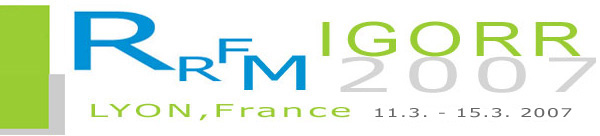 RRFM IGORR
2007
LYON, France 11.3. - 15.3. 2007